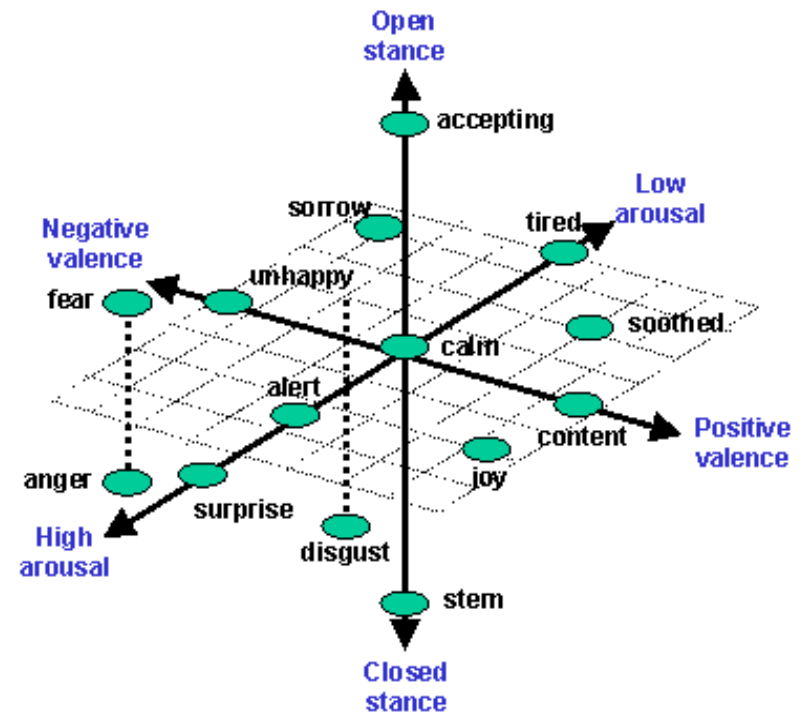 Open
stance
accepting
Low
arousal
sorrow
tired
Negative
valence
unhappy
fear
soothed
calm
alert
content
Positive
valence
joy
anger
surprise
High
arousal
disgust
stern
Closed
stance